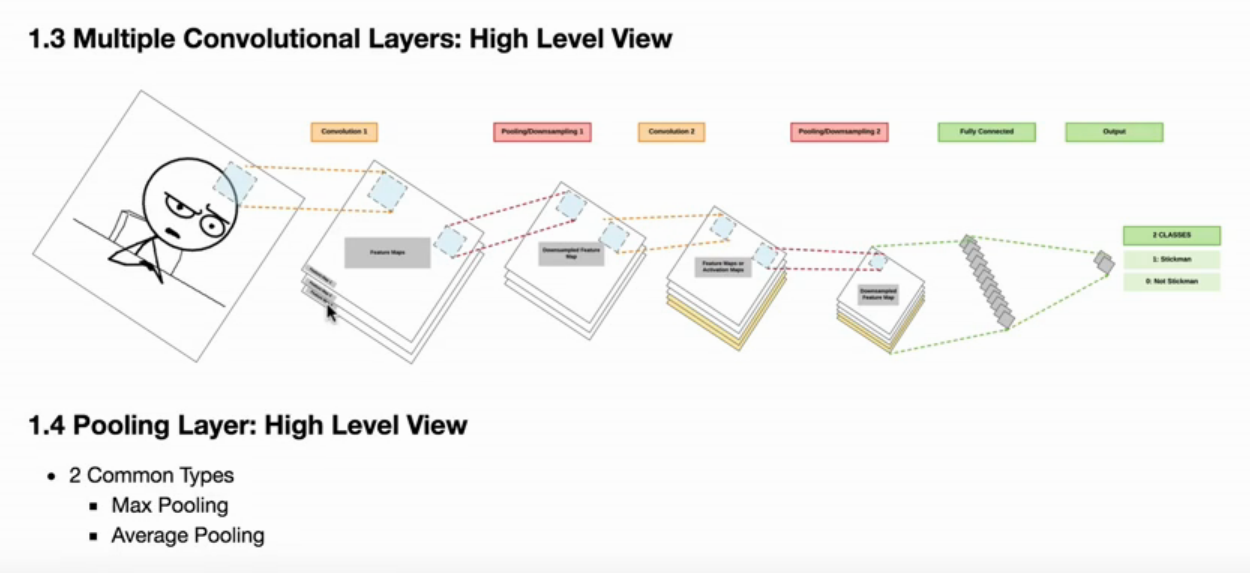 1.3 Multiple Convolutional Layers: High Level View
Convolution 1
Pooling/Downsampling 1
Convolution 2
Pooling/Downsampling 2
Fully Connected
Output
Feature Maps
Downsampled Feature
Map
Feature Maps or
Activation Maps
Downsampled
Feature Map
2 CLASSES
1: Stickman
0: Not Stickman
1.4 Pooling Layer: High Level View
2 Common Types
Max Pooling
Average Pooling